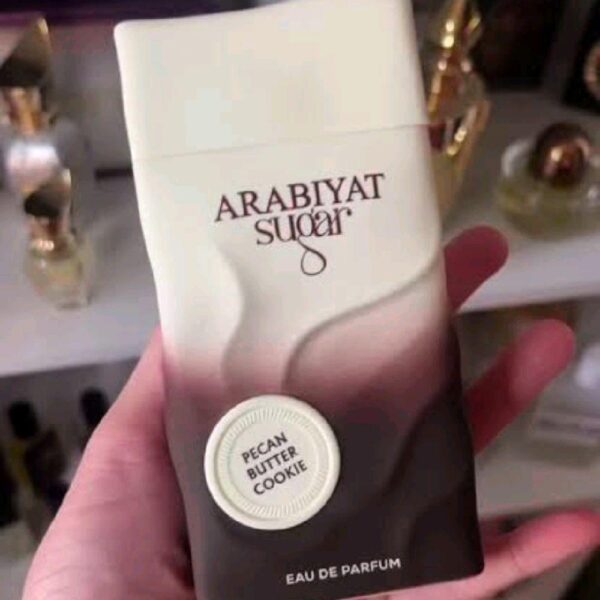 ARABIYAT
sugar
PECAN
BUTTER
COOKIE
EAU DE PARFUM